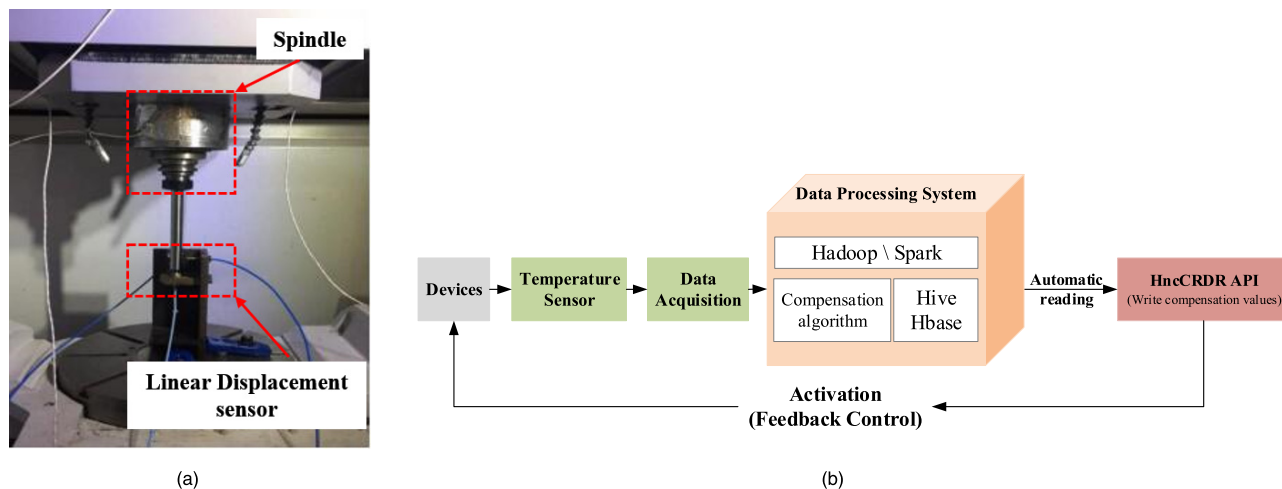 Spindle
Linear Displacement
sensor
(a)
Data Processing System
Hadoop \ Spark
Compensation
algorithm
Hive
Hbase
Devices
Temperature
Sensor
Data
Acquisition
Automatic
reading
HncCRDR API
(Write compensation values)
Activation
(Feedback Control)
(b)